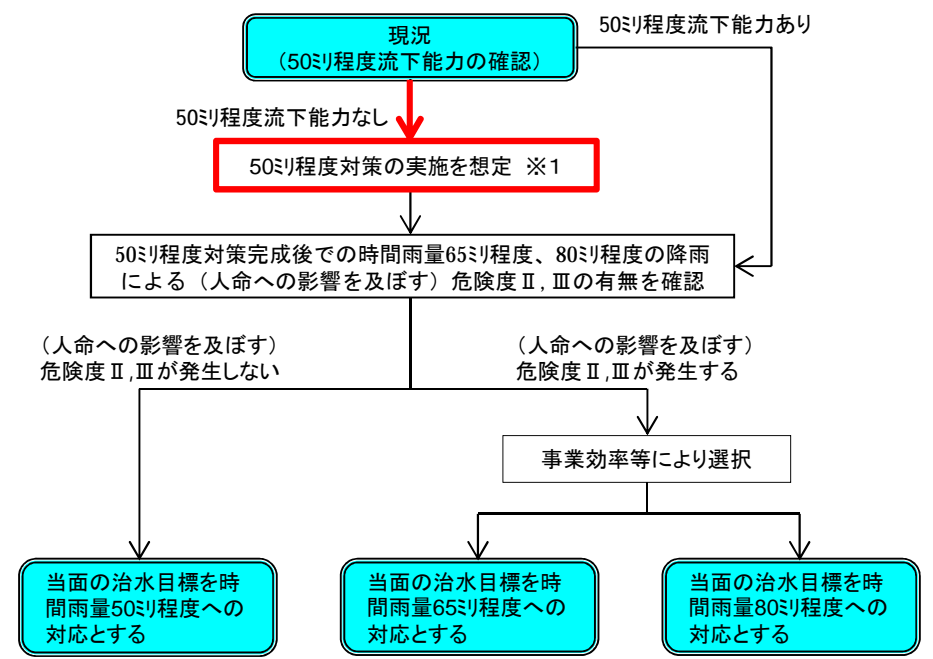 現況
（50ﾐﾘ程度流下能力の確認）
50ﾐﾘ程度流下能力あり
50ﾐﾘ程度流下能力なし
50ﾐﾘ程度対策の実施を想定 ※1
50ﾐﾘ程度対策完成後での時間雨量65ﾐﾘ程度、80ﾐﾘ程度の降雨
による（人命への影響を及ぼす）危険度Ⅱ,Ⅲの有無を確認
（人命への影響を及ぼす）
危険度Ⅱ,Ⅲが発生しない
（人命への影響を及ぼす）
危険度Ⅱ,Ⅲが発生する
事業効率等により選択
当面の治水目標を時
間雨量50ﾐﾘ程度への
対応とする
当面の治水目標を時
間雨量65ﾐﾘ程度への
対応とする
当面の治水目標を時
間雨量80ﾐﾘ程度への
対応とする